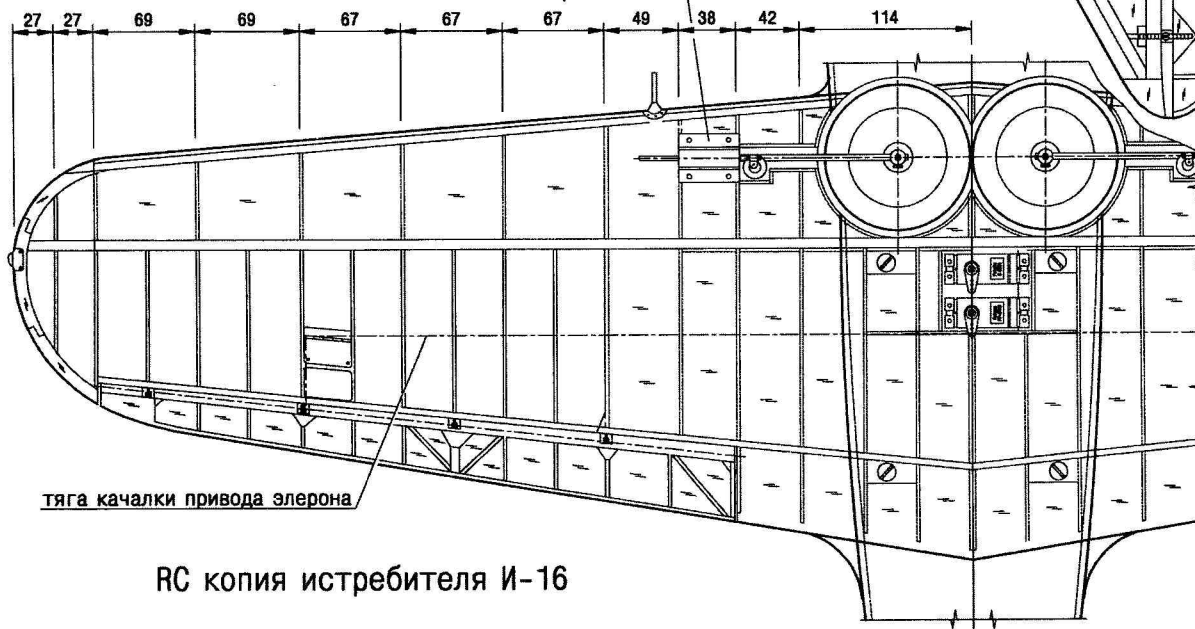 27 27 69 69 67 67 67 49 38 42 114
тяга качалки привода элерона
RC копия истребителя И-16